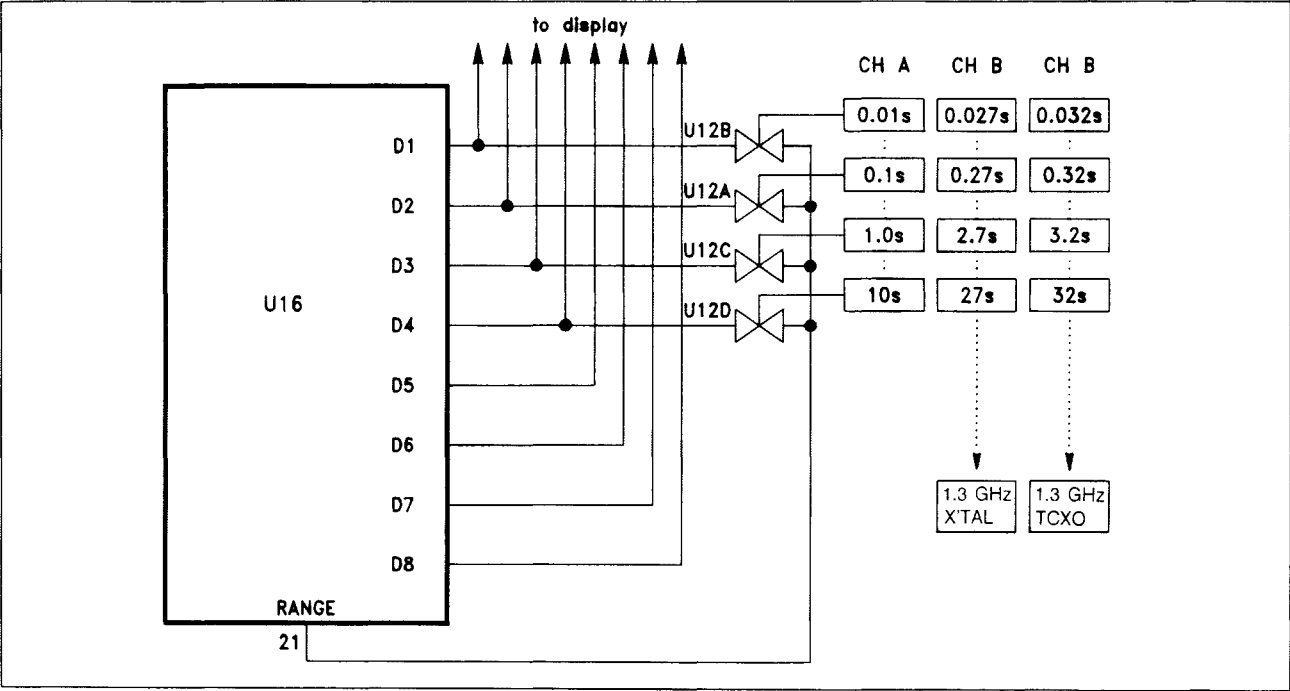 to display
CH A CH B CH B
0.01s 0.027s 0.032s
U12B
D1
0.1s 0.27s 0.32s
U12A
D2
1.0s 2.7s 3.2s
U12C
D3
10s 27s 32s
U16
U12D
D4
D5
D6
1.3 GHz X'TAL
1.3 GHz TCXO
D7
D8
RANGE
21